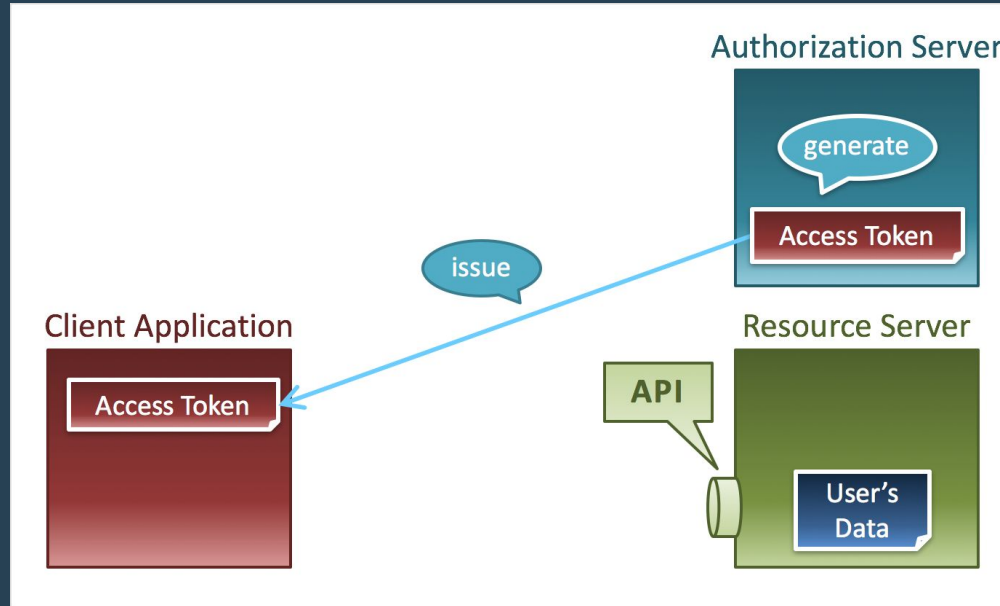 Authorization Server
generate
Access Token
issue
Client Application
Access Token
Resource Server
API
User's
Data